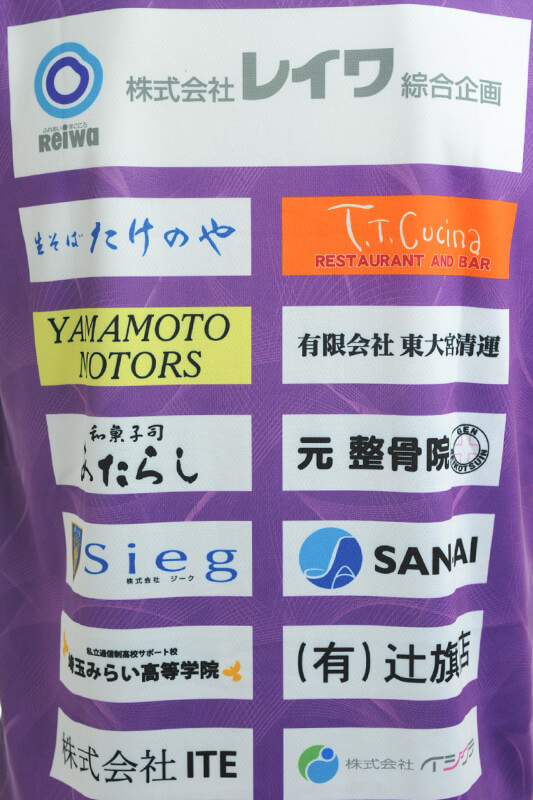 株式会社 レイワ 綜合企画
ふれあい まごころ
Reiwa
生そば たけのや
T.T.Cucina
RESTAURANT AND BAR
YAMAMOTO
MOTORS
有限会社 東大宮清運
和菓子司
みたらし
元 整骨院
GEN
SEIKOTSUIN
Sieg
株式会社 ジーク
SANAI
私立通信制高校サポート校
埼玉みらい高等学院
(有)辻旗店
株式会社 ITE
株式会社 イシクラ